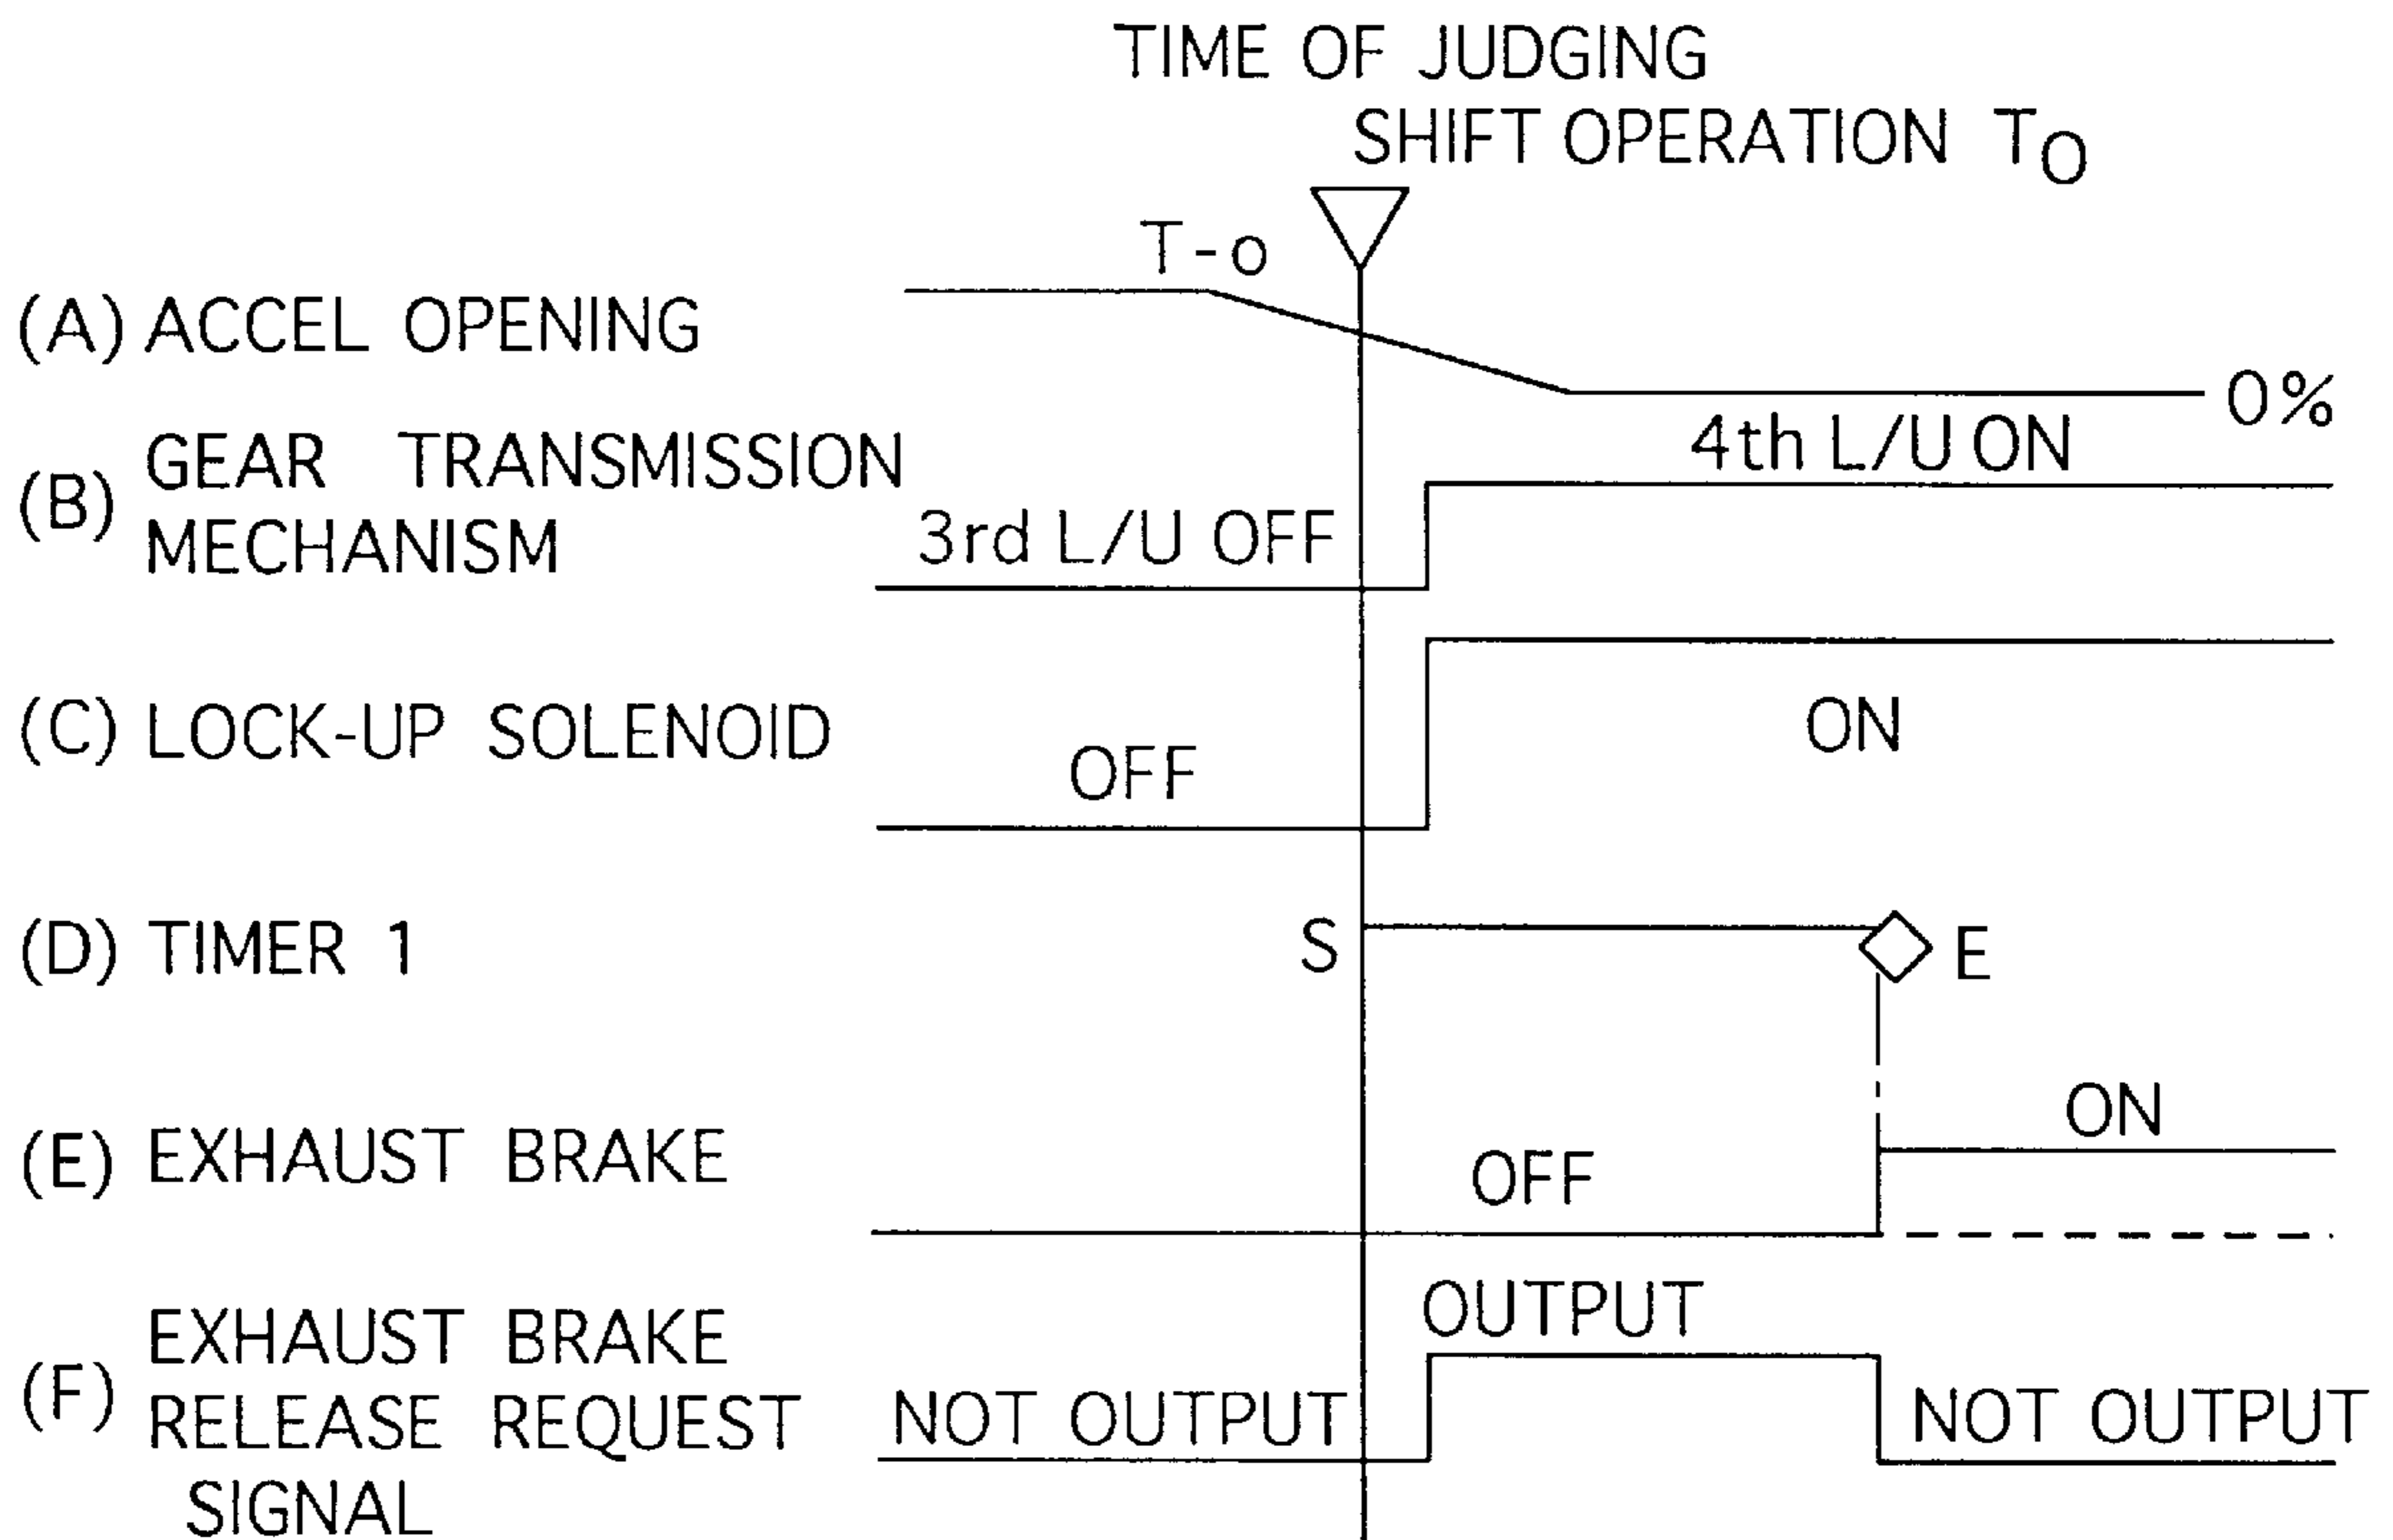 TIME OF JUDGING
SHIFT OPERATION TO
T-o
(A) ACCEL OPENING
0%
(B) GEAR TRANSMISSION
MECHANISM
3rd L/U OFF
4th L/U ON
(C) LOCK-UP SOLENOID
OFF
ON
(D) TIMER 1
S
E
(E) EXHAUST BRAKE
OFF
ON
(F) EXHAUST BRAKE
RELEASE REQUEST
SIGNAL
NOT OUTPUT
OUTPUT
NOT OUTPUT